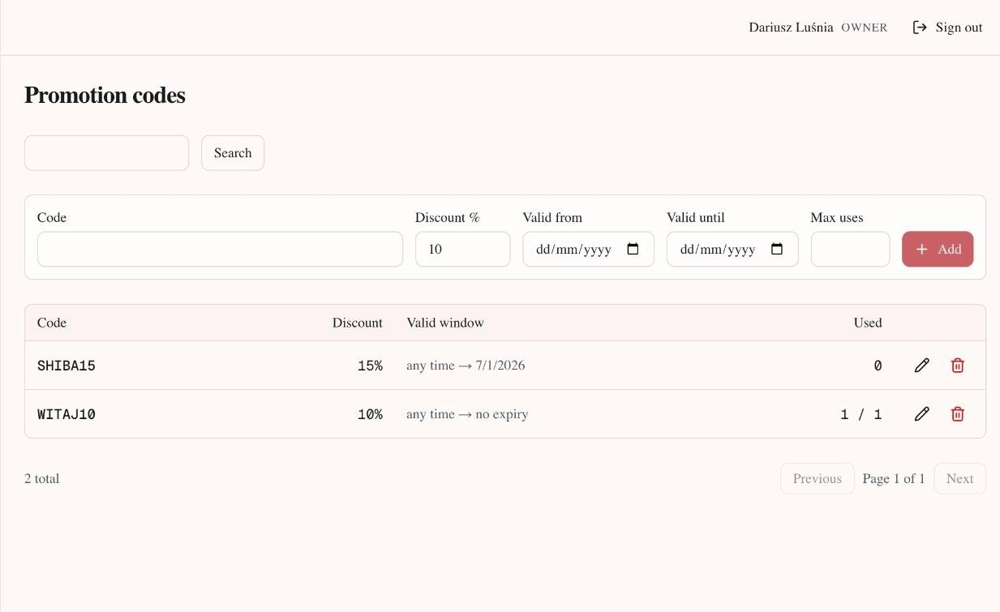 Dariusz Luśnia OWNER Sign out
Promotion codes
Search
Code Discount % Valid from Valid until Max uses
10 dd/mm/yyyy dd/mm/yyyy + Add
Code Discount Valid window Used
SHIBA15 15% any time → 7/1/2026 0
WITAJ10 10% any time → no expiry 1 / 1
2 total Previous Page 1 of 1 Next